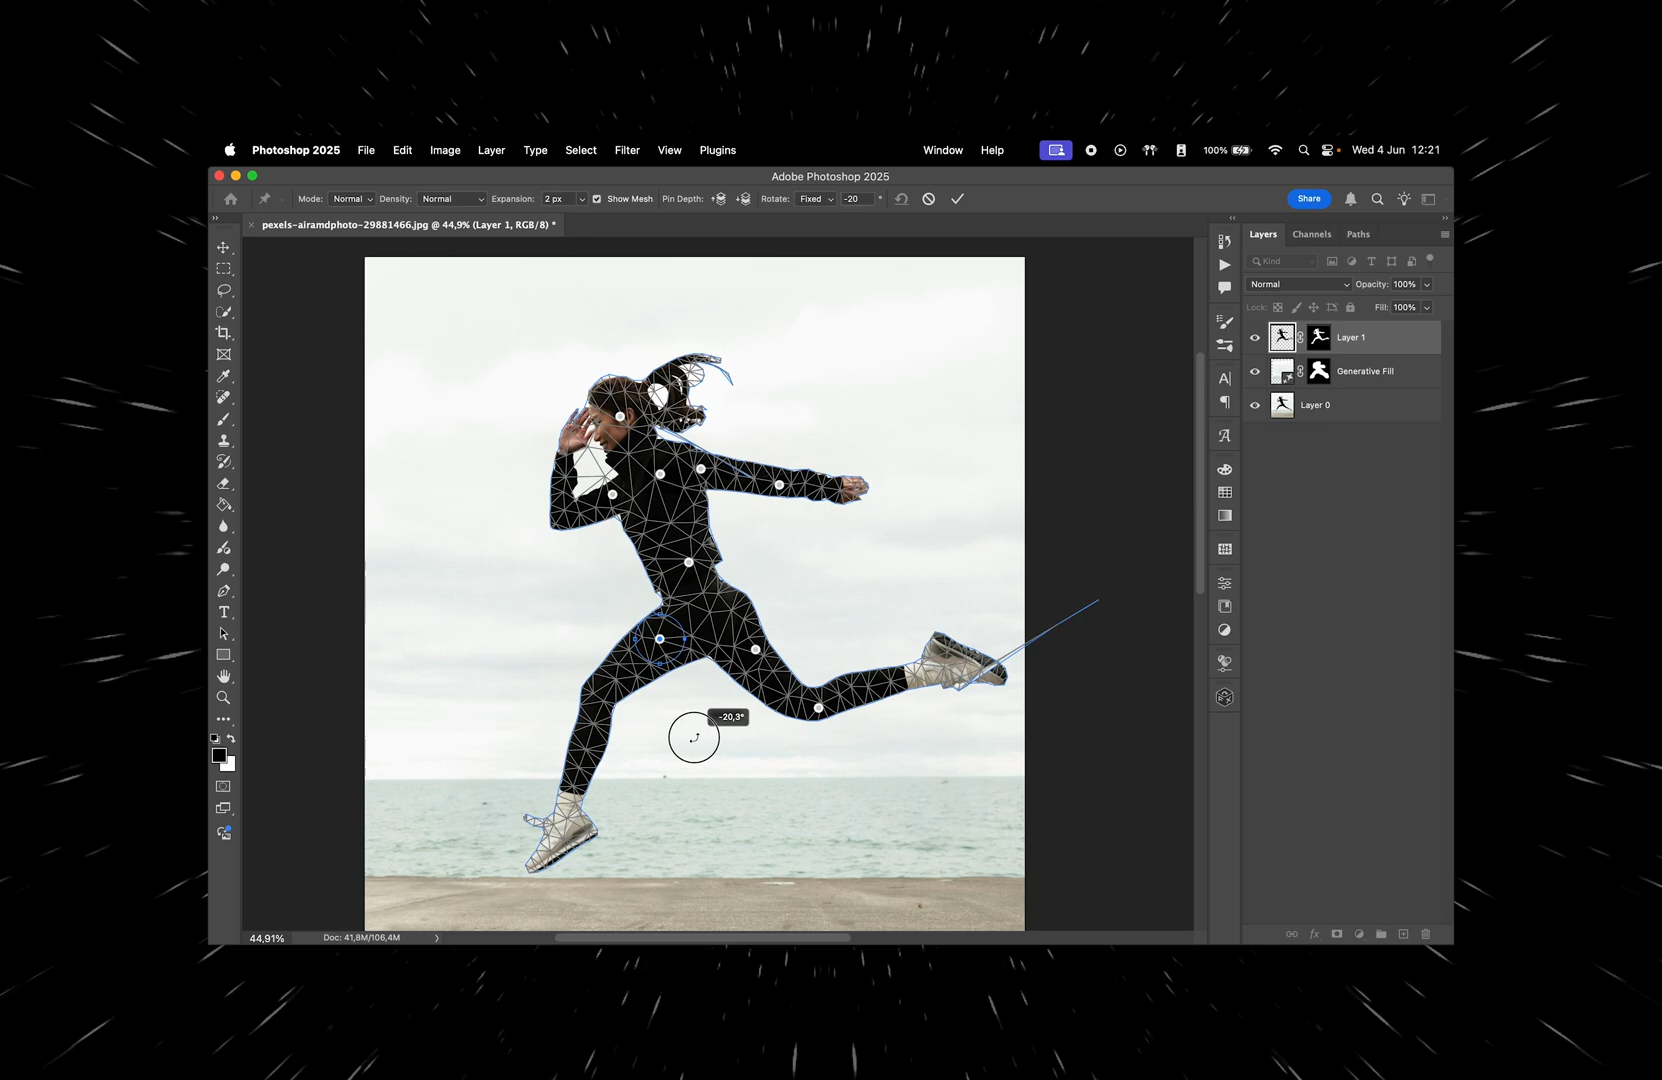 Photoshop 2025 File Edit Image Layer Type Select Filter View Plugins Window Help 100% Wed 4 Jun 12:21
Adobe Photoshop 2025
Mode: Normal Density: Normal Expansion: 2 px Show Mesh Pin Depth: Rotate: Fixed -20 ° Share
pexels-airamdphoto-29881466.jpg @ 44,9% (Layer 1, RGB/8) *
Layers Channels Paths
Kind
Normal Opacity: 100%
Lock: Fill: 100%
Layer 1
Generative Fill
Layer 0
-20,3°
44,91% Doc: 41,8M/106,4M